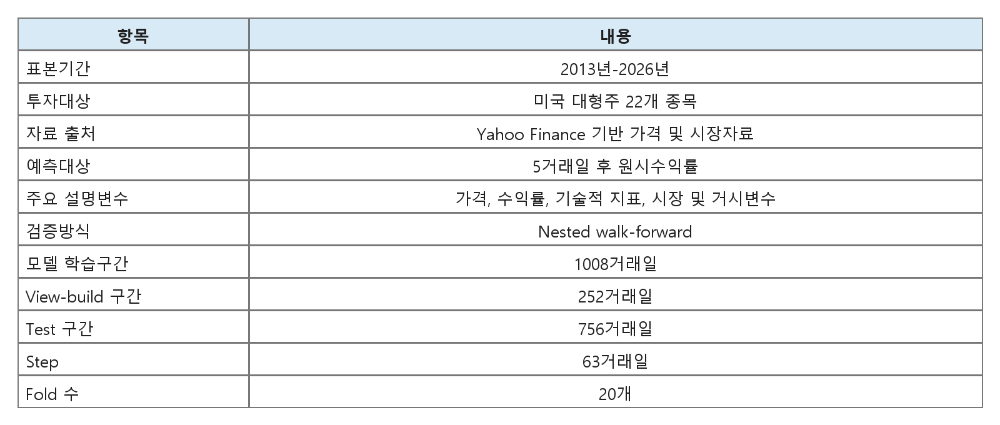 항목 내용
표본기간 2013년-2026년
투자대상 미국 대형주 22개 종목
자료 출처 Yahoo Finance 기반 가격 및 시장자료
예측대상 5거래일 후 원시수익률
주요 설명변수 가격, 수익률, 기술적 지표, 시장 및 거시변수
검증방식 Nested walk-forward
모델 학습구간 1008거래일
View-build 구간 252거래일
Test 구간 756거래일
Step 63거래일
Fold 수 20개